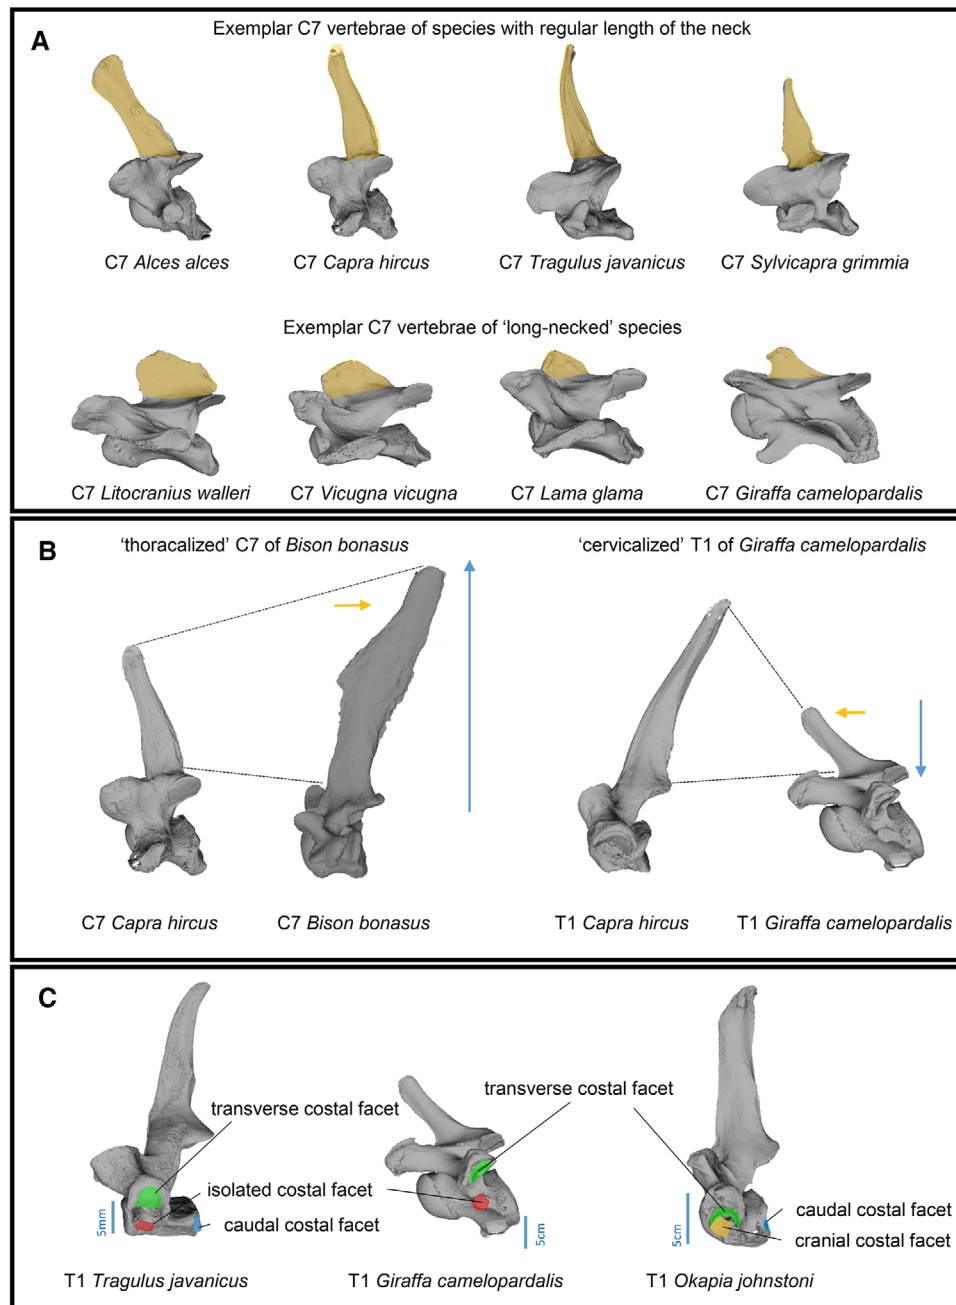 A
Exemplar C7 vertebrae of species with regular length of the neck
C7 Alces alces
C7 Capra hircus
C7 Tragulus javanicus
C7 Sylvicapra grimmia
Exemplar C7 vertebrae of ‘long-necked’ species
C7 Litocranius walleri
C7 Vicugna vicugna
C7 Lama glama
C7 Giraffa camelopardalis
B
‘thoracalized’ C7 of Bison bonasus
‘cervicalized’ T1 of Giraffa camelopardalis
C7 Capra hircus
C7 Bison bonasus
T1 Capra hircus
T1 Giraffa camelopardalis
C
transverse costal facet
isolated costal facet
caudal costal facet
5mm
transverse costal facet
5cm
5cm
caudal costal facet
cranial costal facet
T1 Tragulus javanicus
T1 Giraffa camelopardalis
T1 Okapia johnstoni